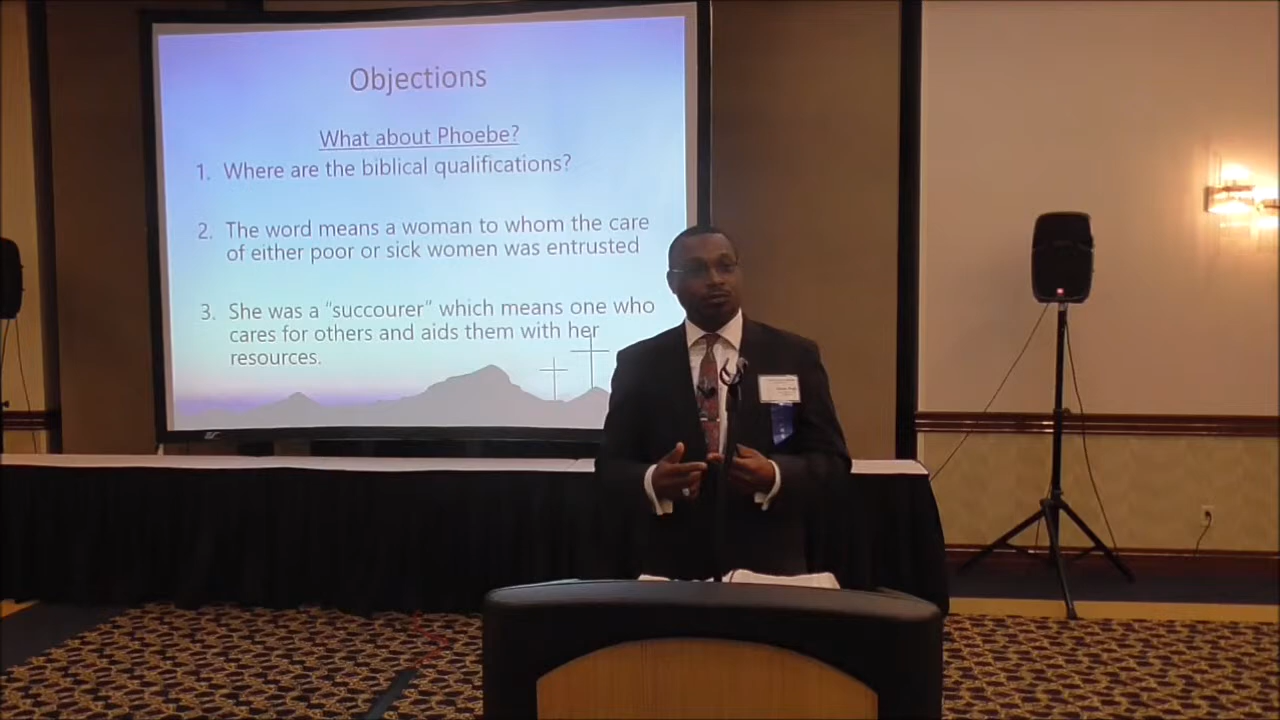 Objections
What about Phoebe?
1. Where are the biblical qualifications?
2. The word means a woman to whom the care
of either poor or sick women was entrusted
3. She was a “succourer” which means one who
cares for others and aids them with her
resources.